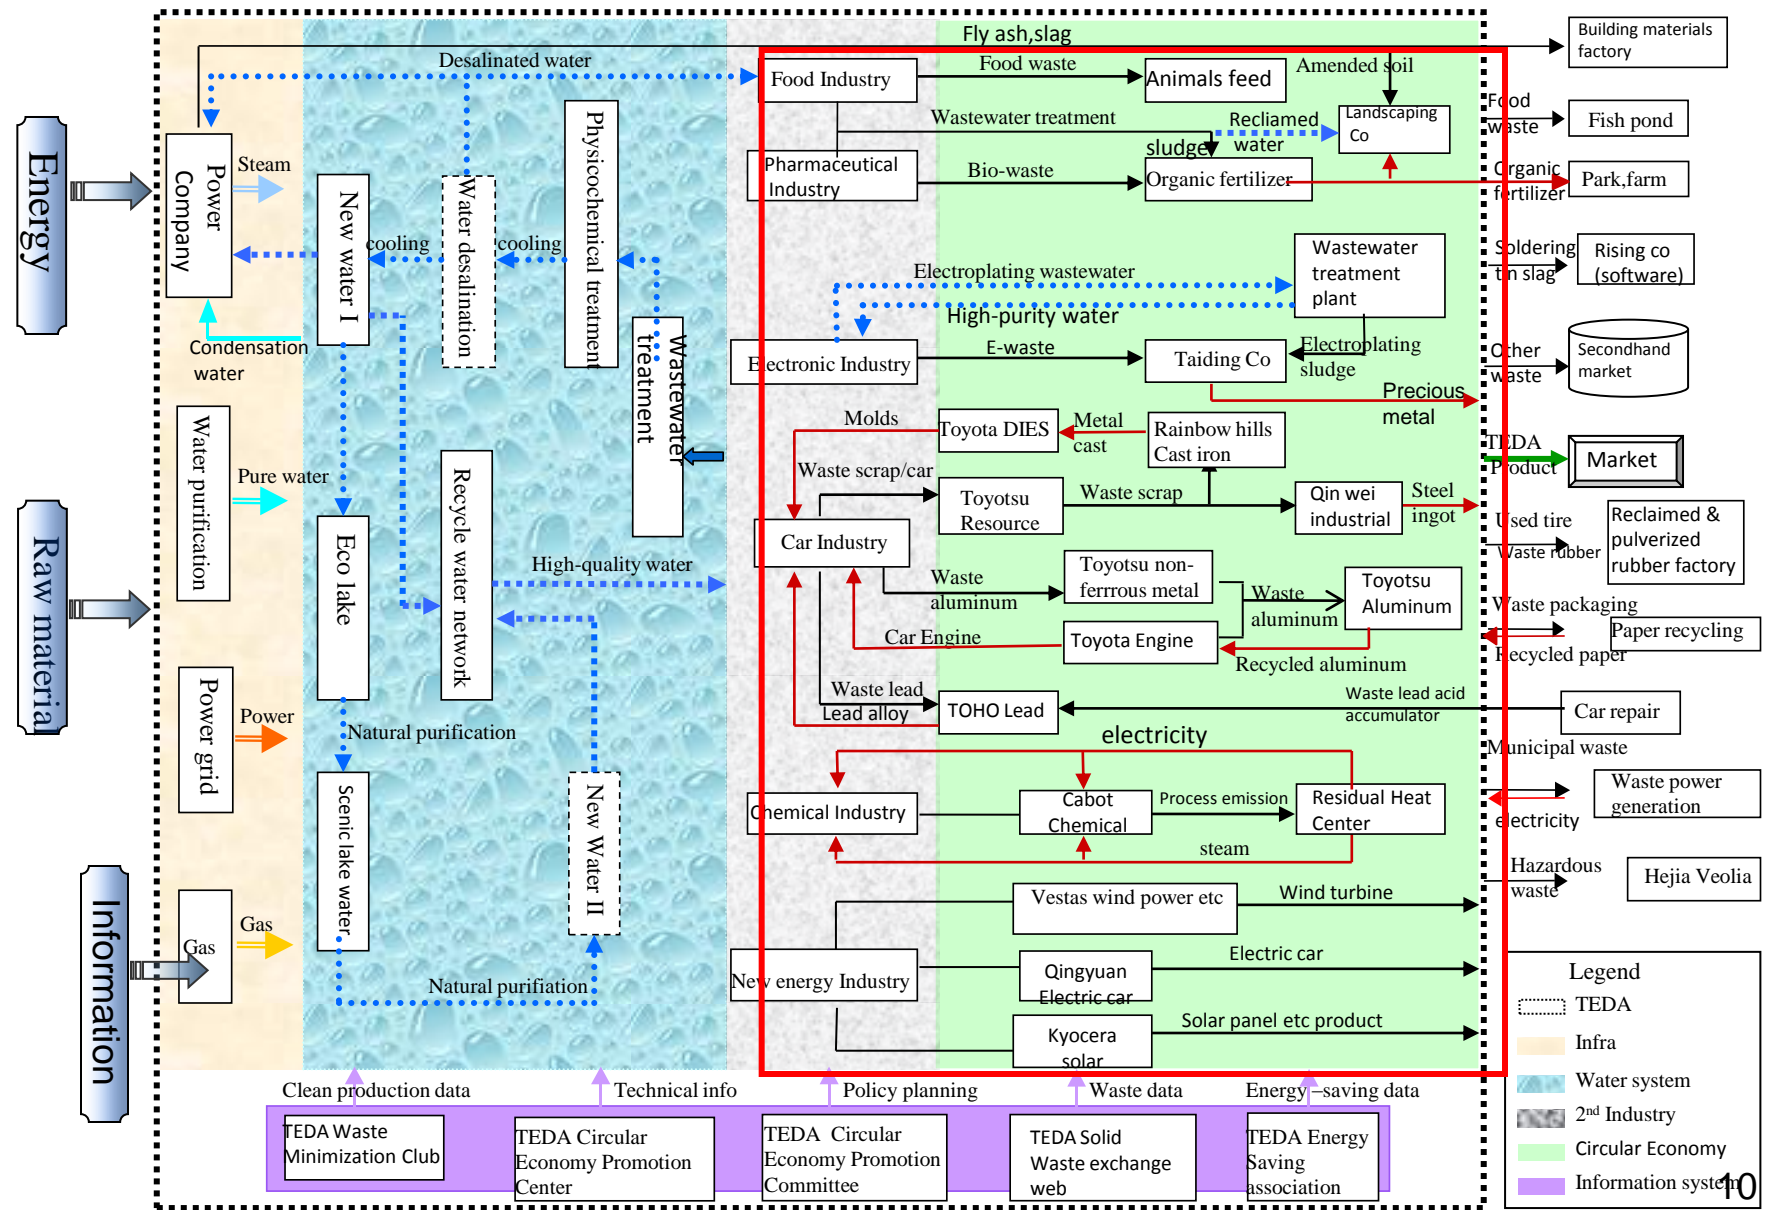 Energy
Raw material
Information
Power
Company
Steam
Condensation
water
Water purification
Pure water
Power grid
Power
Gas
Gas
Desalinated water
New water I
cooling
Water desalination
cooling
Physicochemical treatment
Wastewater
treatment
Eco lake
Recycle water network
High-quality water
Natural purification
Scenic lake water
New Water II
Natural purifiation
Fly ash,slag
Food Industry
Food waste
Animals feed
Amended soil
Wastewater treatment
Recliamed
water
sludge
Landscaping
Co
Pharmaceutical
Industry
Bio-waste
Organic fertilizer
Electroplating wastewater
High-purity water
Wastewater
treatment
plant
Electronic Industry
E-waste
Taiding Co
Electroplating
sludge
Precious
metal
Molds
Toyota DIES
Metal
cast
Rainbow hills
Cast iron
Waste scrap/car
Toyotsu
Resource
Waste scrap
Qin wei
industrial
Steel
ingot
Car Industry
Waste
aluminum
Toyotsu non-
ferrrous metal
Waste
aluminum
Toyotsu
Aluminum
Car Engine
Toyota Engine
Recycled aluminum
Waste lead
Lead alloy
TOHO Lead
Waste lead acid
accumulator
electricity
Chemical Industry
Cabot
Chemical
Process emission
Residual Heat
Center
steam
Vestas wind power etc
Wind turbine
New energy Industry
Qingyuan
Electric car
Electric car
Kyocera
solar
Solar panel etc product
Building materials
factory
Food
waste
Fish pond
Organic
fertilizer
Park,farm
Soldering
tin slag
Rising co
(software)
Other
waste
Secondhand
market
TEDA
Product
Market
Used tire
Waste rubber
Reclaimed &
pulverized
rubber factory
Waste packaging
Paper recycling
Recycled paper
Car repair
Municipal waste
Waste power
generation
electricity
Hazardous
waste
Hejia Veolia
Clean production data
Technical info
Policy planning
Waste data
Energy –saving data
TEDA Waste
Minimization Club
TEDA Circular
Economy Promotion
Center
TEDA Circular
Economy Promotion
Committee
TEDA Solid
Waste exchange
web
TEDA Energy
Saving
association
Legend
TEDA
Infra
Water system
2nd Industry
Circular Economy
Information system
10